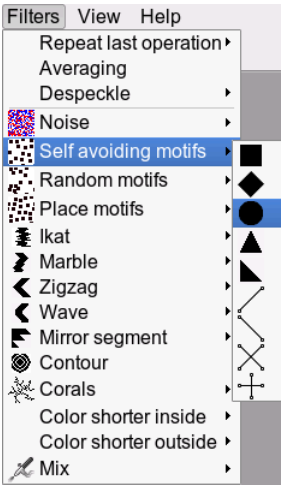 Filters View Help
Repeat last operation
Averaging
Despeckle
Noise
Self avoiding motifs
Random motifs
Place motifs
Ikat
Marble
Zigzag
Wave
Mirror segment
Contour
Corals
Color shorter inside
Color shorter outside
Mix